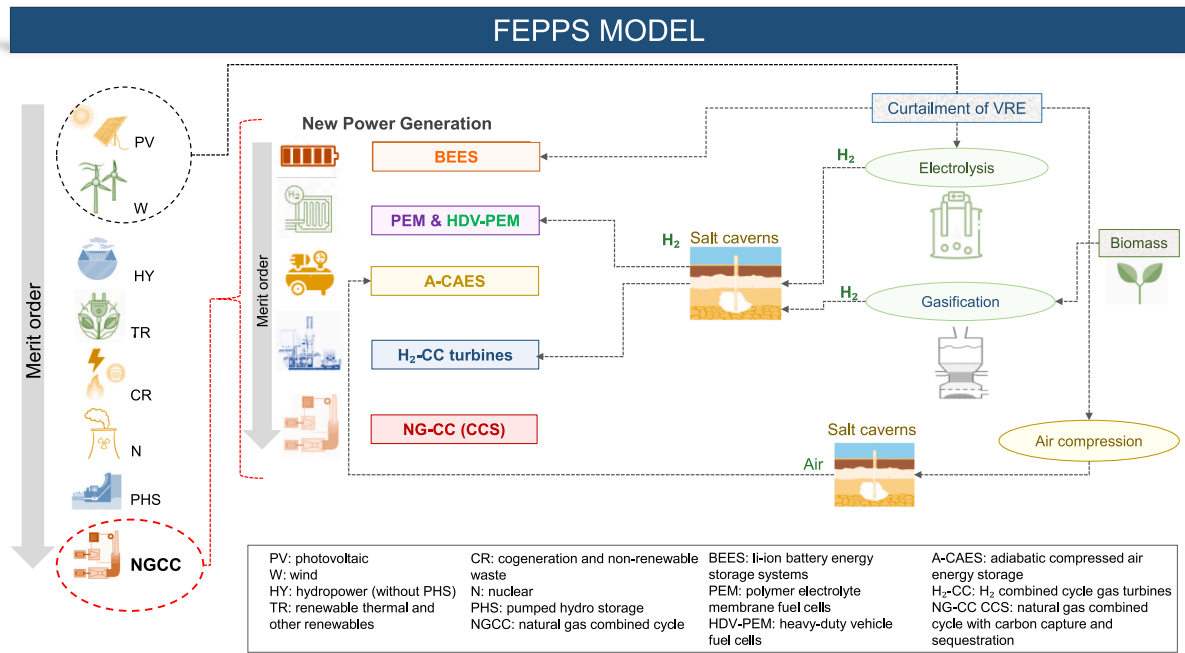 FEPPS MODEL
Merit order
PV
W
HY
TR
CR
N
PHS
NGCC
New Power Generation
Merit order
H2
BEES
PEM & HDV-PEM
A-CAES
H₂-CC turbines
NG-CC (CCS)
Curtailment of VRE
H₂
Electrolysis
Biomass
H₂
Salt caverns
H₂
Gasification
Salt caverns
Air
Air compression
PV: photovoltaic
W: wind
HY: hydropower (without PHS)
TR: renewable thermal and
other renewables
CR: cogeneration and non-renewable
waste
N: nuclear
PHS: pumped hydro storage
NGCC: natural gas combined cycle
BEES: li-ion battery energy
storage systems
PEM: polymer electrolyte
membrane fuel cells
HDV-PEM: heavy-duty vehicle
fuel cells
A-CAES: adiabatic compressed air
energy storage
H₂-CC: H₂ combined cycle gas turbines
NG-CC CCS: natural gas combined
cycle with carbon capture and
sequestration